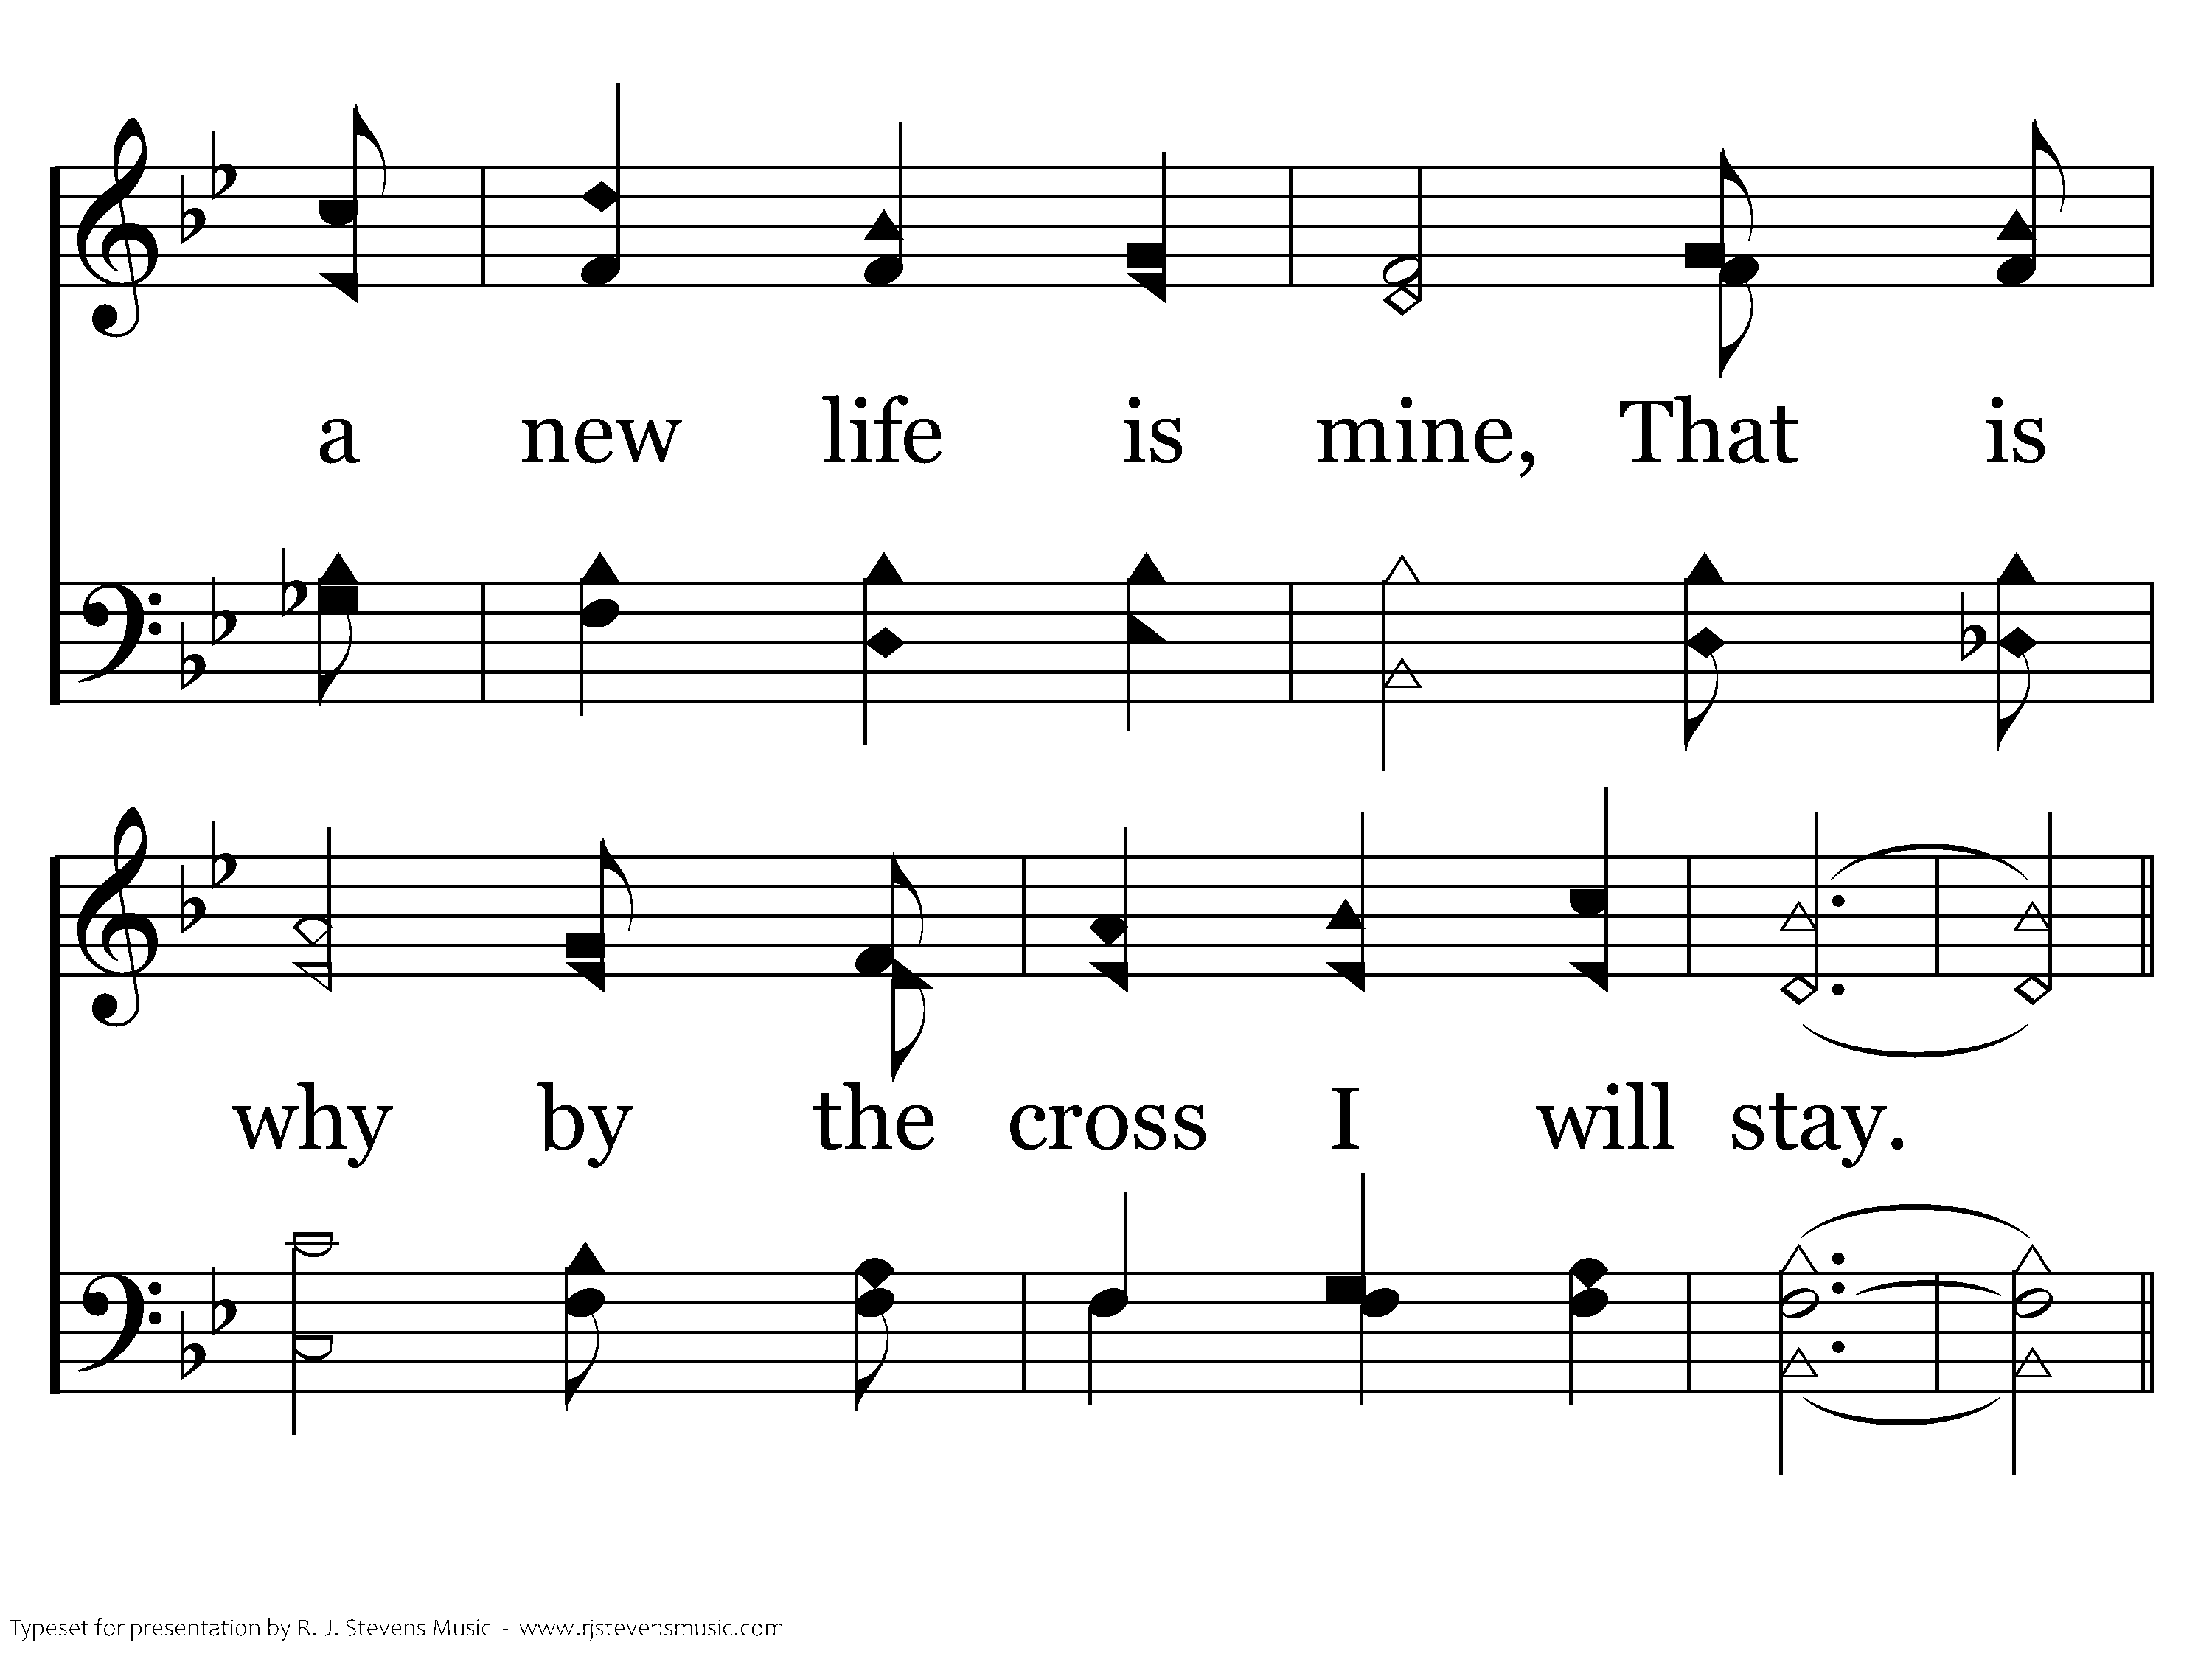 a new life is mine, That is
why by the cross I will stay.
Typeset for presentation by R. J. Stevens Music - www.rjstevensmusic.com